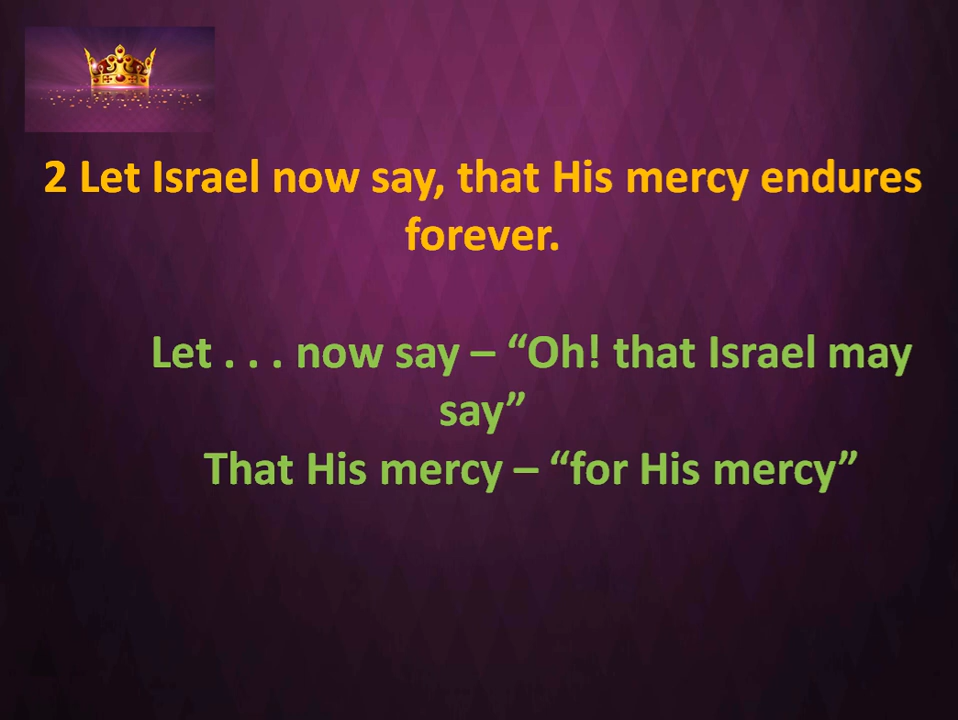 2 Let Israel now say, that His mercy endures
forever.
Let . . . now say – “Oh! that Israel may
say”
That His mercy – “for His mercy”